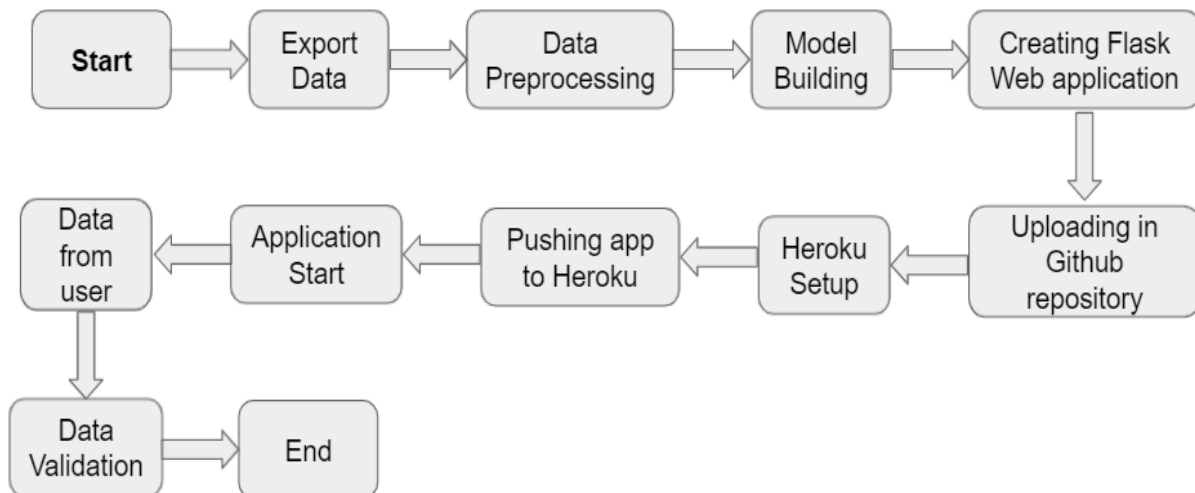 Start
Export
Data
Data
Preprocessing
Model
Building
Creating Flask
Web application
Uploading in
Github
repository
Heroku
Setup
Pushing app
to Heroku
Application
Start
Data
from
user
Data
Validation
End